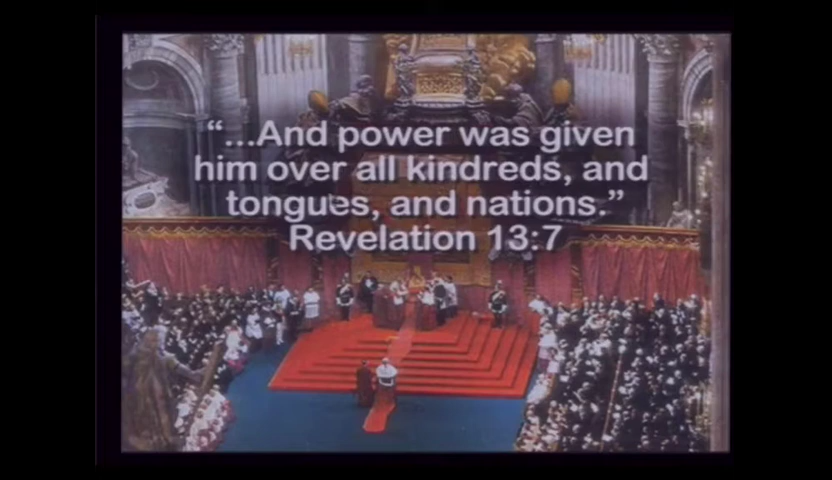 “...And power was given
him over all kindreds, and
tongues, and nations.”
Revelation 13:7